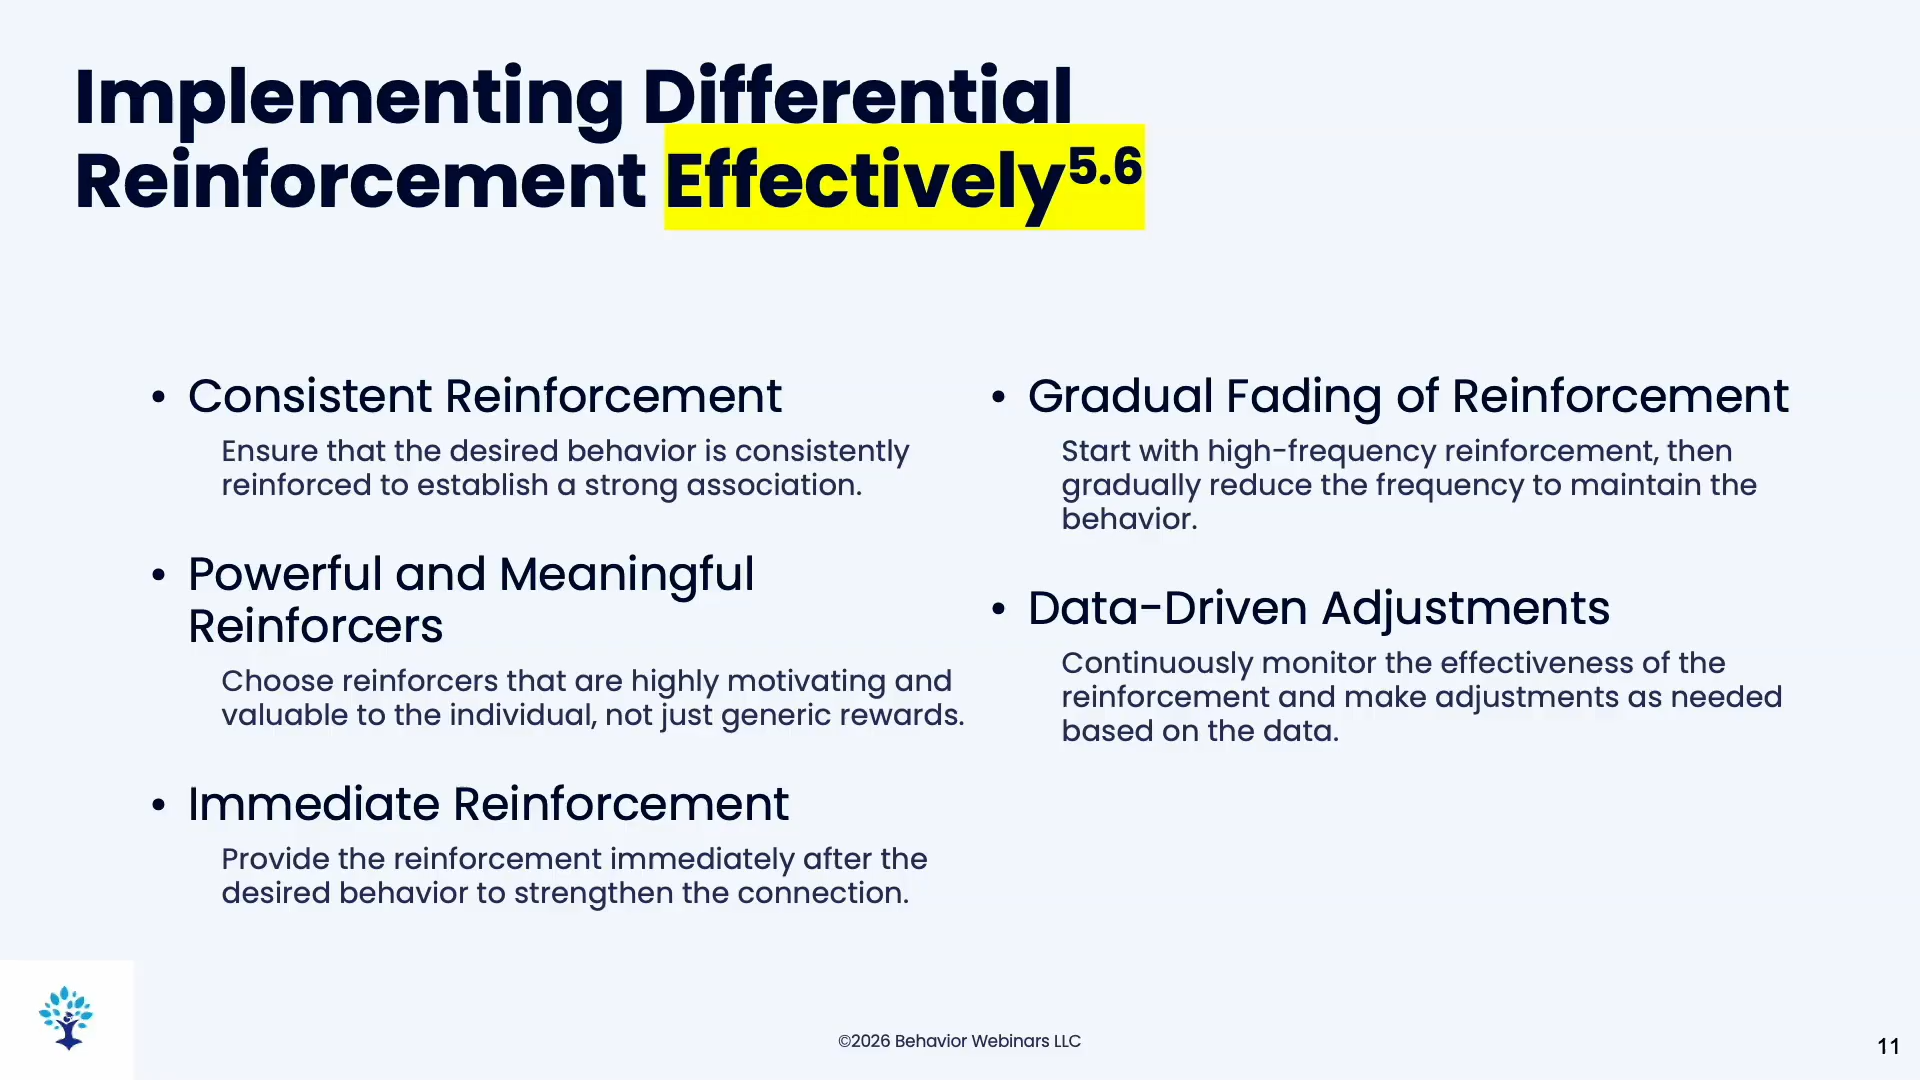 Implementing Differential
Reinforcement Effectively5.6
• Consistent Reinforcement
Ensure that the desired behavior is consistently
reinforced to establish a strong association.
• Powerful and Meaningful
Reinforcers
Choose reinforcers that are highly motivating and
valuable to the individual, not just generic rewards.
• Immediate Reinforcement
Provide the reinforcement immediately after the
desired behavior to strengthen the connection.
• Gradual Fading of Reinforcement
Start with high-frequency reinforcement, then
gradually reduce the frequency to maintain the
behavior.
• Data-Driven Adjustments
Continuously monitor the effectiveness of the
reinforcement and make adjustments as needed
based on the data.
©2026 Behavior Webinars LLC
11